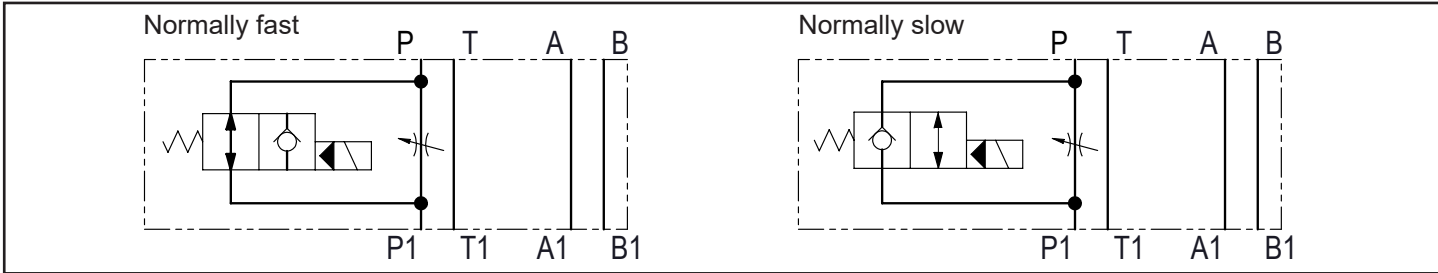 Normally fast
P T A B
P1 T1 A1 B1
Normally slow
P T A B
P1 T1 A1 B1